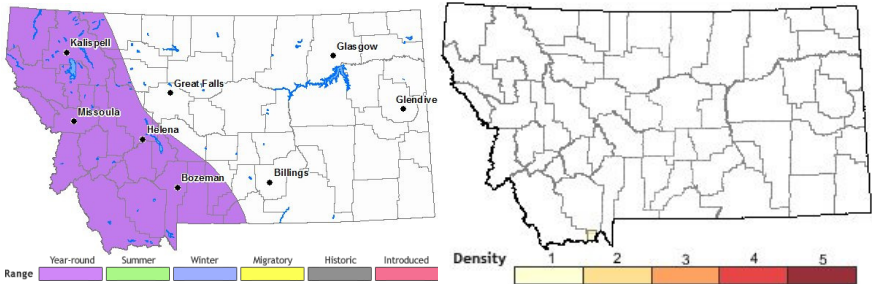 Kalispell
Glasgow
Great Falls
Glendive
Missoula
Helena
Bozeman
Billings
Year-round Summer Winter Migratory Historic Introduced
Range
Density 1 2 3 4 5